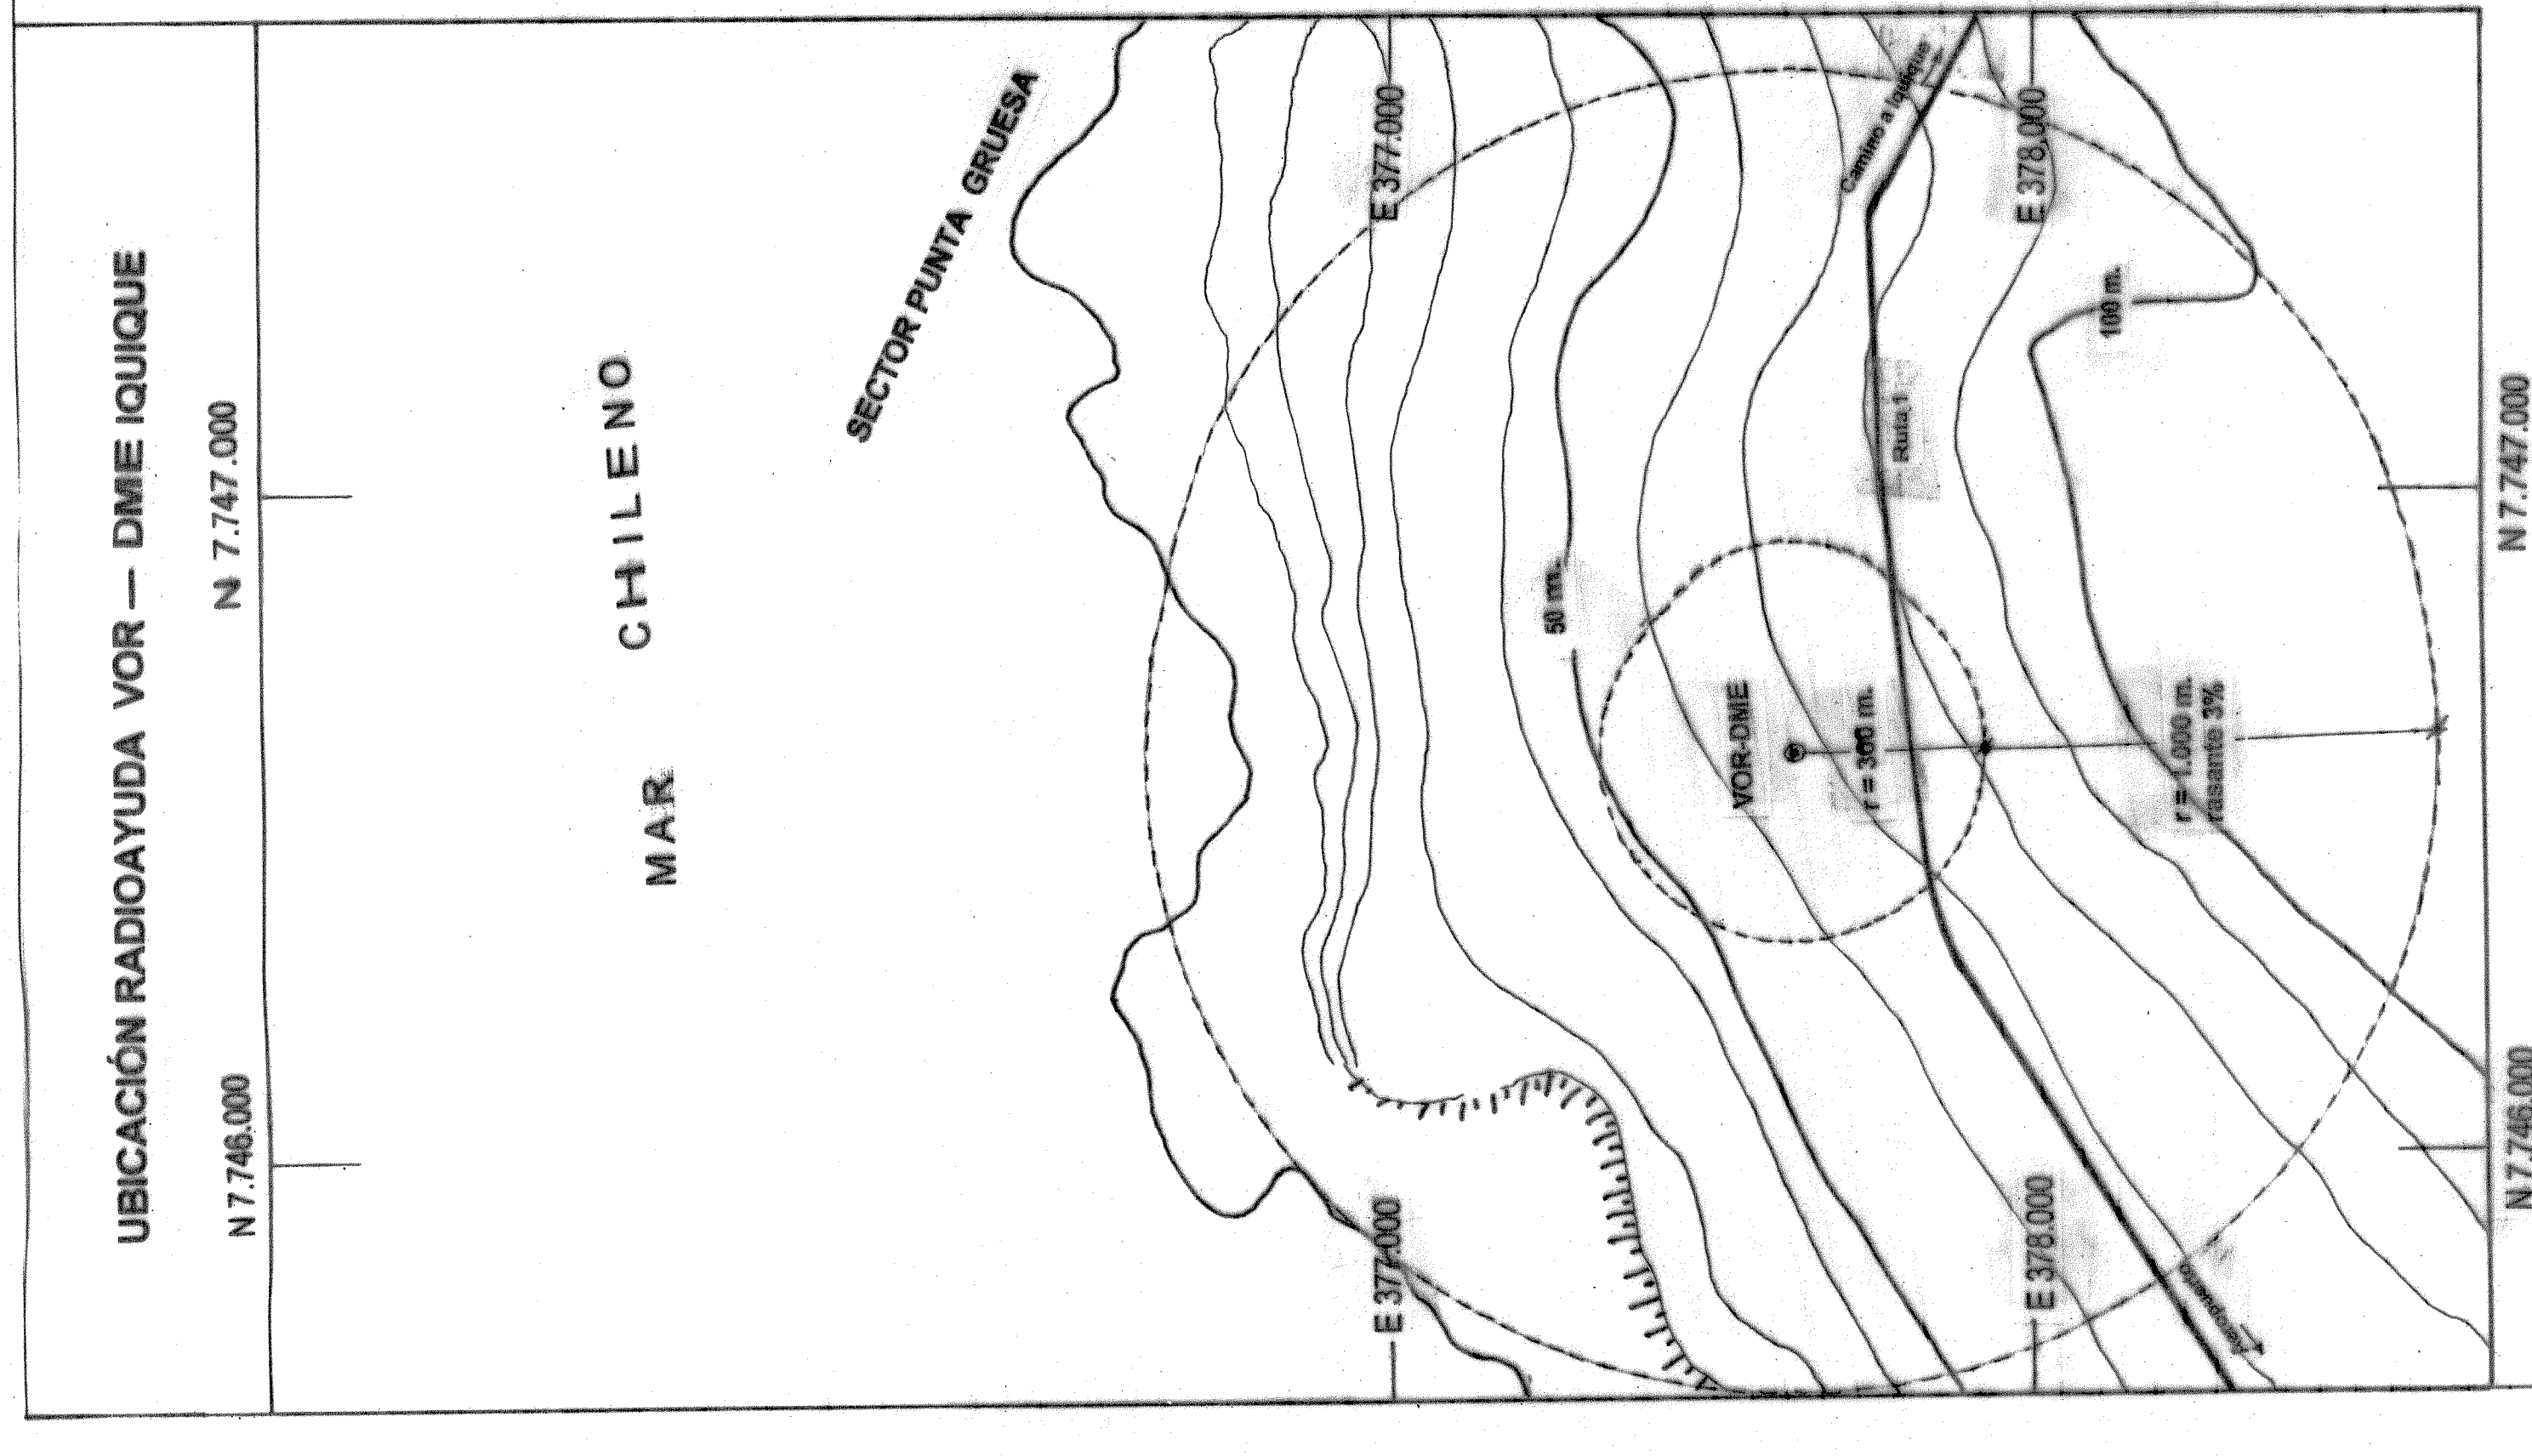 UBICACIÓN RADIOAYUDA VOR — DME IQUIQUE
N 7.746.000
N 7.747.000
MAR CHILENO
SECTOR PUNTA GRUESA
E 377.000
E 377.000
50 m.
VOR-DME
r = 300 m.
Ruta 1
Camino a Iquique
E 378.000
E 378.000
100 m.
r = 1.000 m.
rasante 3%
Aeropuerto
N 7.746.000
N 7.747.000